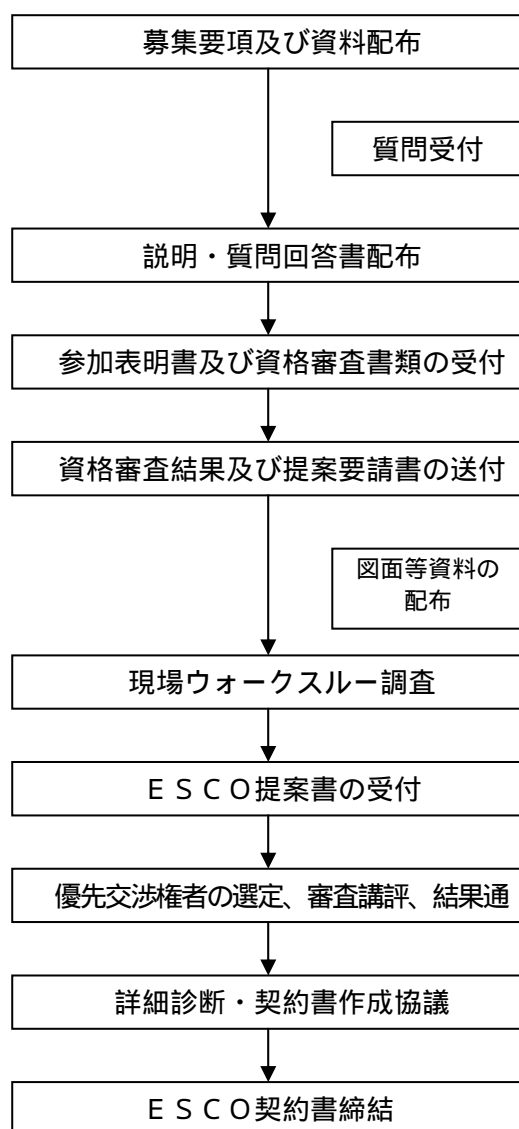 募集要項及び資料配布
質問受付
説明・質問回答書配布
参加表明書及び資格審査書類の受付
資格審査結果及び提案要請書の送付
図面等資料の
配布
現場ウォークスルー調査
ＥＳＣＯ提案書の受付
優先交渉権者の選定、審査講評、結果通
詳細診断・契約書作成協議
ＥＳＣＯ契約書締結